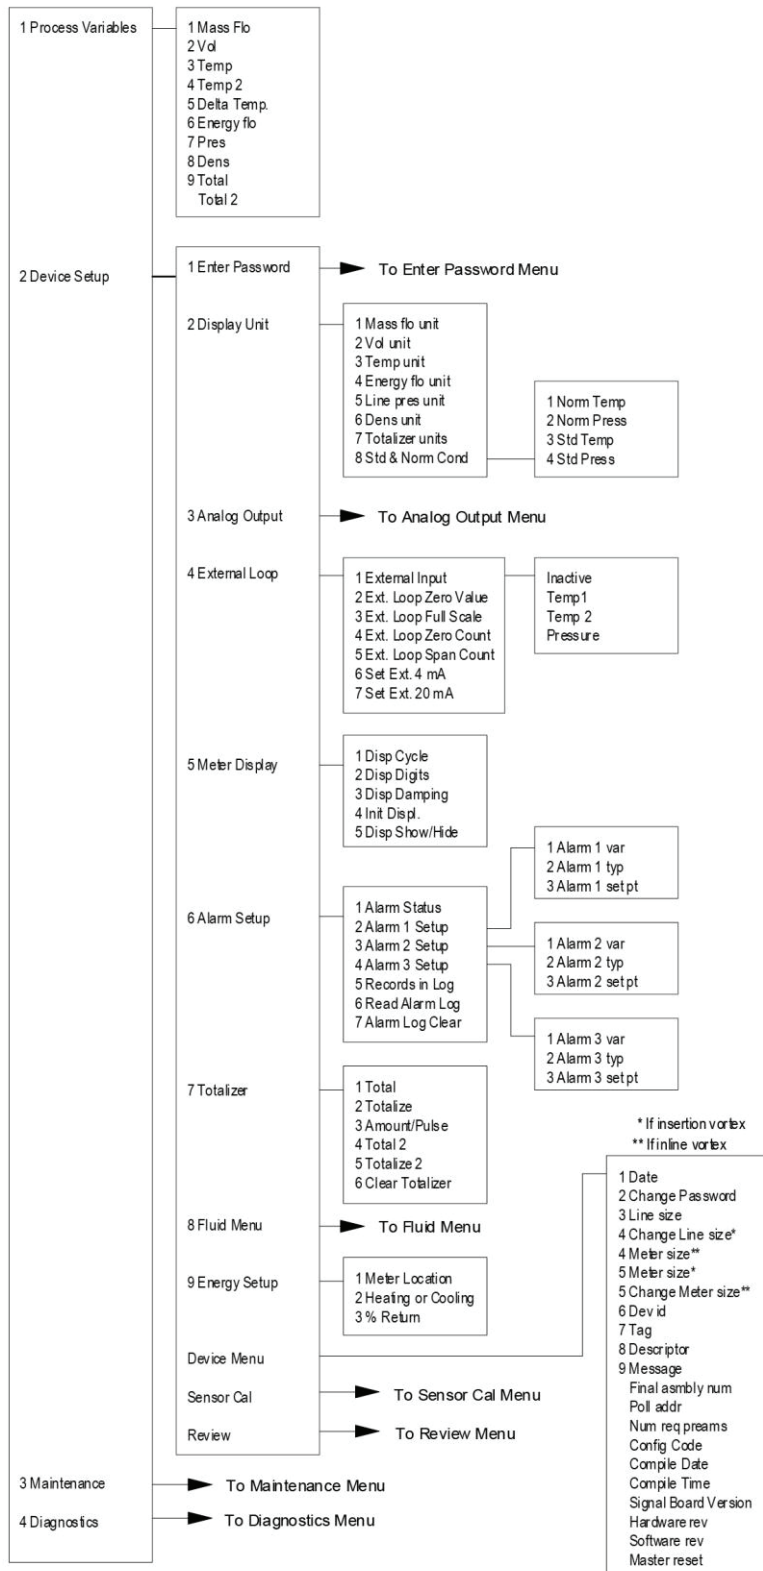 1 Process Variables
1 Mass Flo
2 Vol
3 Temp
4 Temp 2
5 Delta Temp.
6 Energy flo
7 Pres
8 Dens
9 Total
Total 2
2 Device Setup
1 Enter Password
To Enter Password Menu
2 Display Unit
1 Mass flo unit
2 Vol unit
3 Temp unit
4 Energy flo unit
5 Line pres unit
6 Dens unit
7 Totalizer units
8 Std & Norm Cond
1 Norm Temp
2 Norm Press
3 Std Temp
4 Std Press
3 Analog Output
To Analog Output Menu
4 External Loop
1 External Input
2 Ext. Loop Zero Value
3 Ext. Loop Full Scale
4 Ext. Loop Zero Count
5 Ext. Loop Span Count
6 Set Ext. 4 mA
7 Set Ext. 20 mA
Inactive
Temp1
Temp 2
Pressure
5 Meter Display
1 Disp Cycle
2 Disp Digits
3 Disp Damping
4 Init Displ.
5 Disp Show/Hide
6 Alarm Setup
1 Alarm Status
2 Alarm 1 Setup
3 Alarm 2 Setup
4 Alarm 3 Setup
5 Records in Log
6 Read Alarm Log
7 Alarm Log Clear
1 Alarm 1 var
2 Alarm 1 typ
3 Alarm 1 set pt
1 Alarm 2 var
2 Alarm 2 typ
3 Alarm 2 set pt
1 Alarm 3 var
2 Alarm 3 typ
3 Alarm 3 set pt
7 Totalizer
1 Total
2 Totalize
3 Amount/Pulse
4 Total 2
5 Totalize 2
6 Clear Totalizer
8 Fluid Menu
To Fluid Menu
9 Energy Setup
1 Meter Location
2 Heating or Cooling
3 % Return
Device Menu
* If insertion vortex
** If inline vortex
1 Date
2 Change Password
3 Line size
4 Change Line size*
4 Meter size**
5 Meter size*
5 Change Meter size**
6 Dev id
7 Tag
8 Descriptor
9 Message
Final asmbly num
Poll addr
Num req preams
Config Code
Compile Date
Compile Time
Signal Board Version
Hardware rev
Software rev
Master reset
Sensor Cal
To Sensor Cal Menu
Review
To Review Menu
3 Maintenance
To Maintenance Menu
4 Diagnostics
To Diagnostics Menu